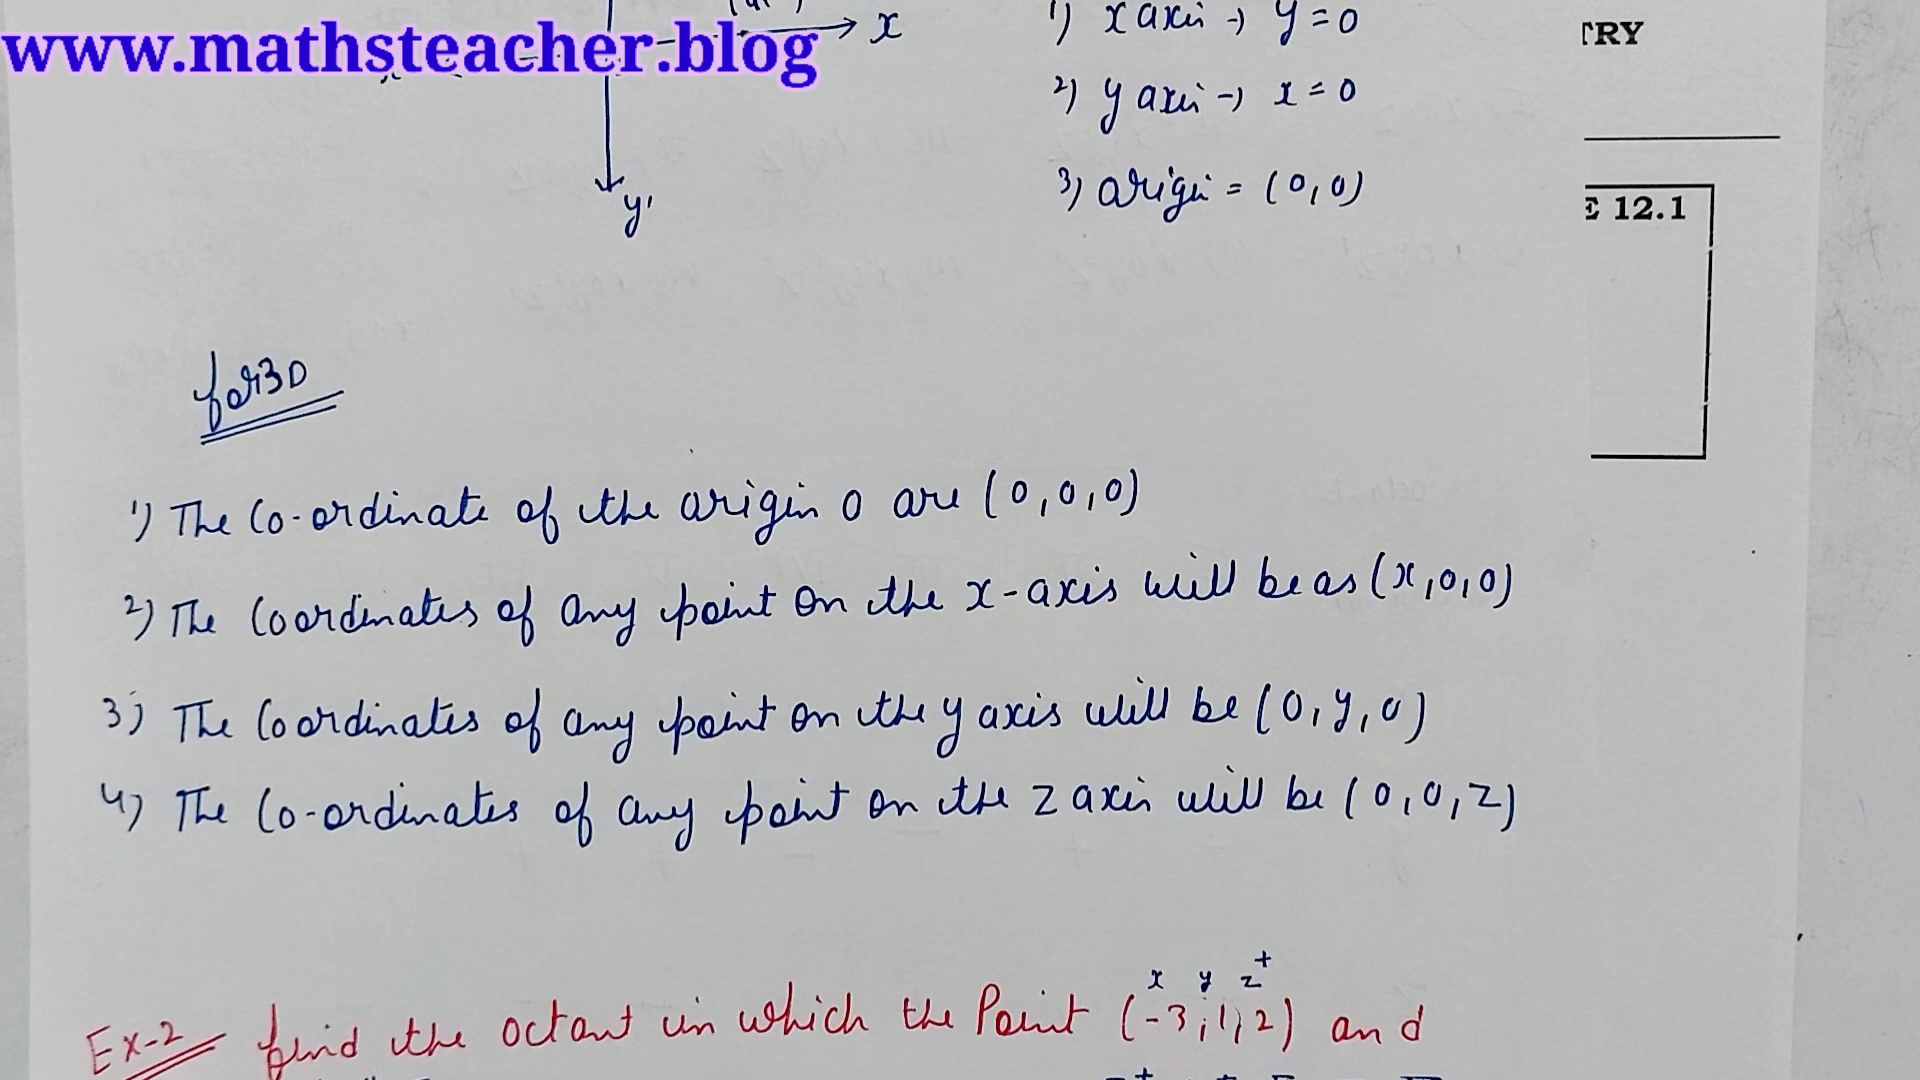 www.mathsteacher.blog
x
y'
1) x axis → y = 0
2) y axis → x = 0
3) origin = (0, 0)
TRY
E 12.1
for 3D
1) The Co-ordinate of the origin O are (0, 0, 0)
2) The Coordinates of any point on the x-axis will be as (x, 0, 0)
3) The Coordinates of any point on the y axis will be (0, y, 0)
4) The Co-ordinates of any point on the z axis will be (0, 0, z)
x y z+
Ex-2 find the octant in which the Point (-3, 1, 2) and